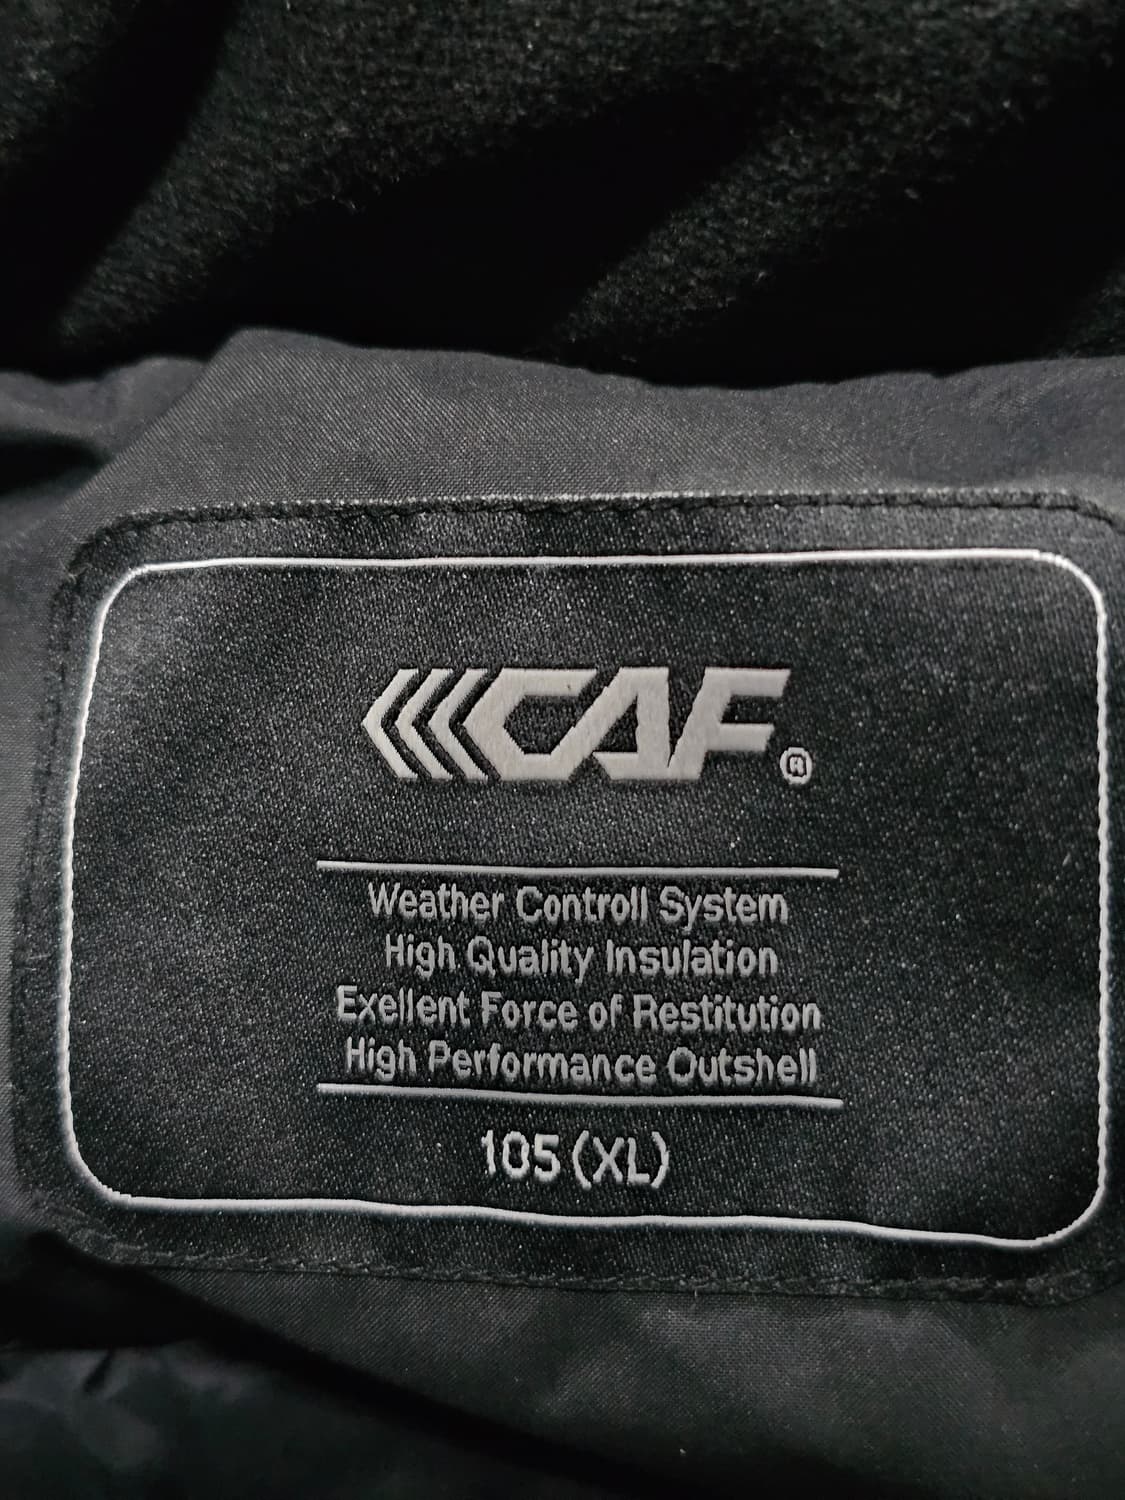 CAF®
Weather Controll System
High Quality Insulation
Exellent Force of Restitution
High Performance Outshell
105 (XL)